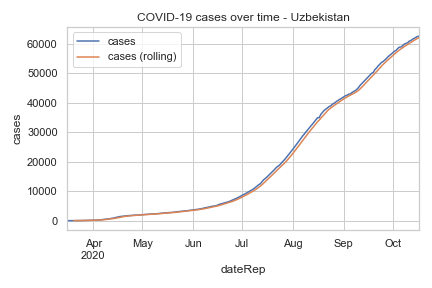 COVID-19 cases over time - Uzbekistan
cases
cases (rolling)
60000
50000
40000
30000
20000
10000
0
cases
Apr
2020
May
Jun
Jul
Aug
Sep
Oct
dateRep